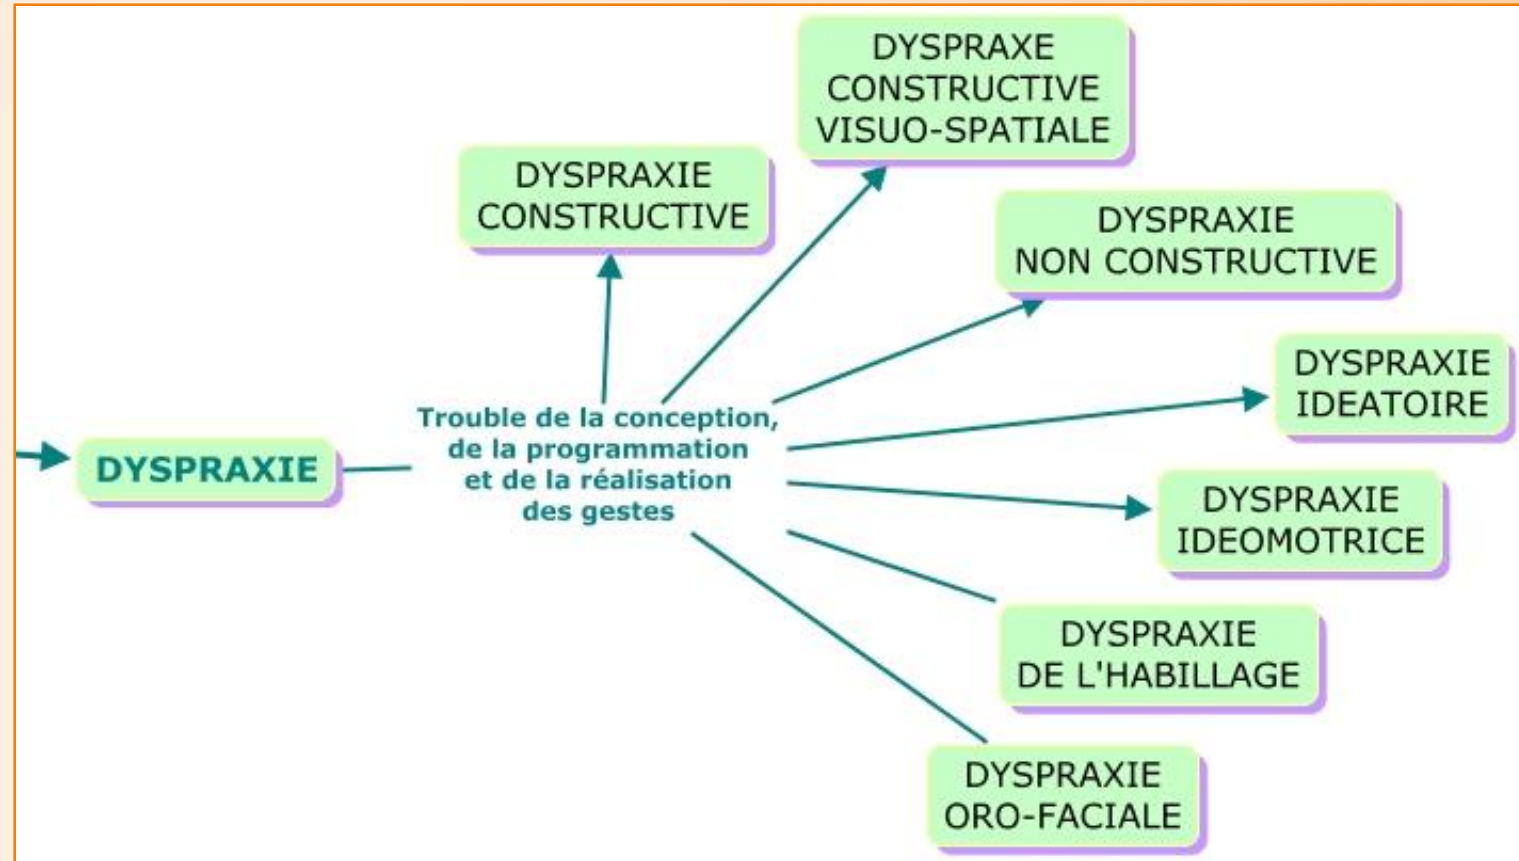 DYSPRAXIE
Trouble de la conception,
de la programmation
et de la réalisation
des gestes
DYSPRAXIE
CONSTRUCTIVE
DYSPRAXE
CONSTRUCTIVE
VISUO-SPATIALE
DYSPRAXIE
NON CONSTRUCTIVE
DYSPRAXIE
IDEATOIRE
DYSPRAXIE
IDEOMOTRICE
DYSPRAXIE
DE L'HABILLAGE
DYSPRAXIE
ORO-FACIALE